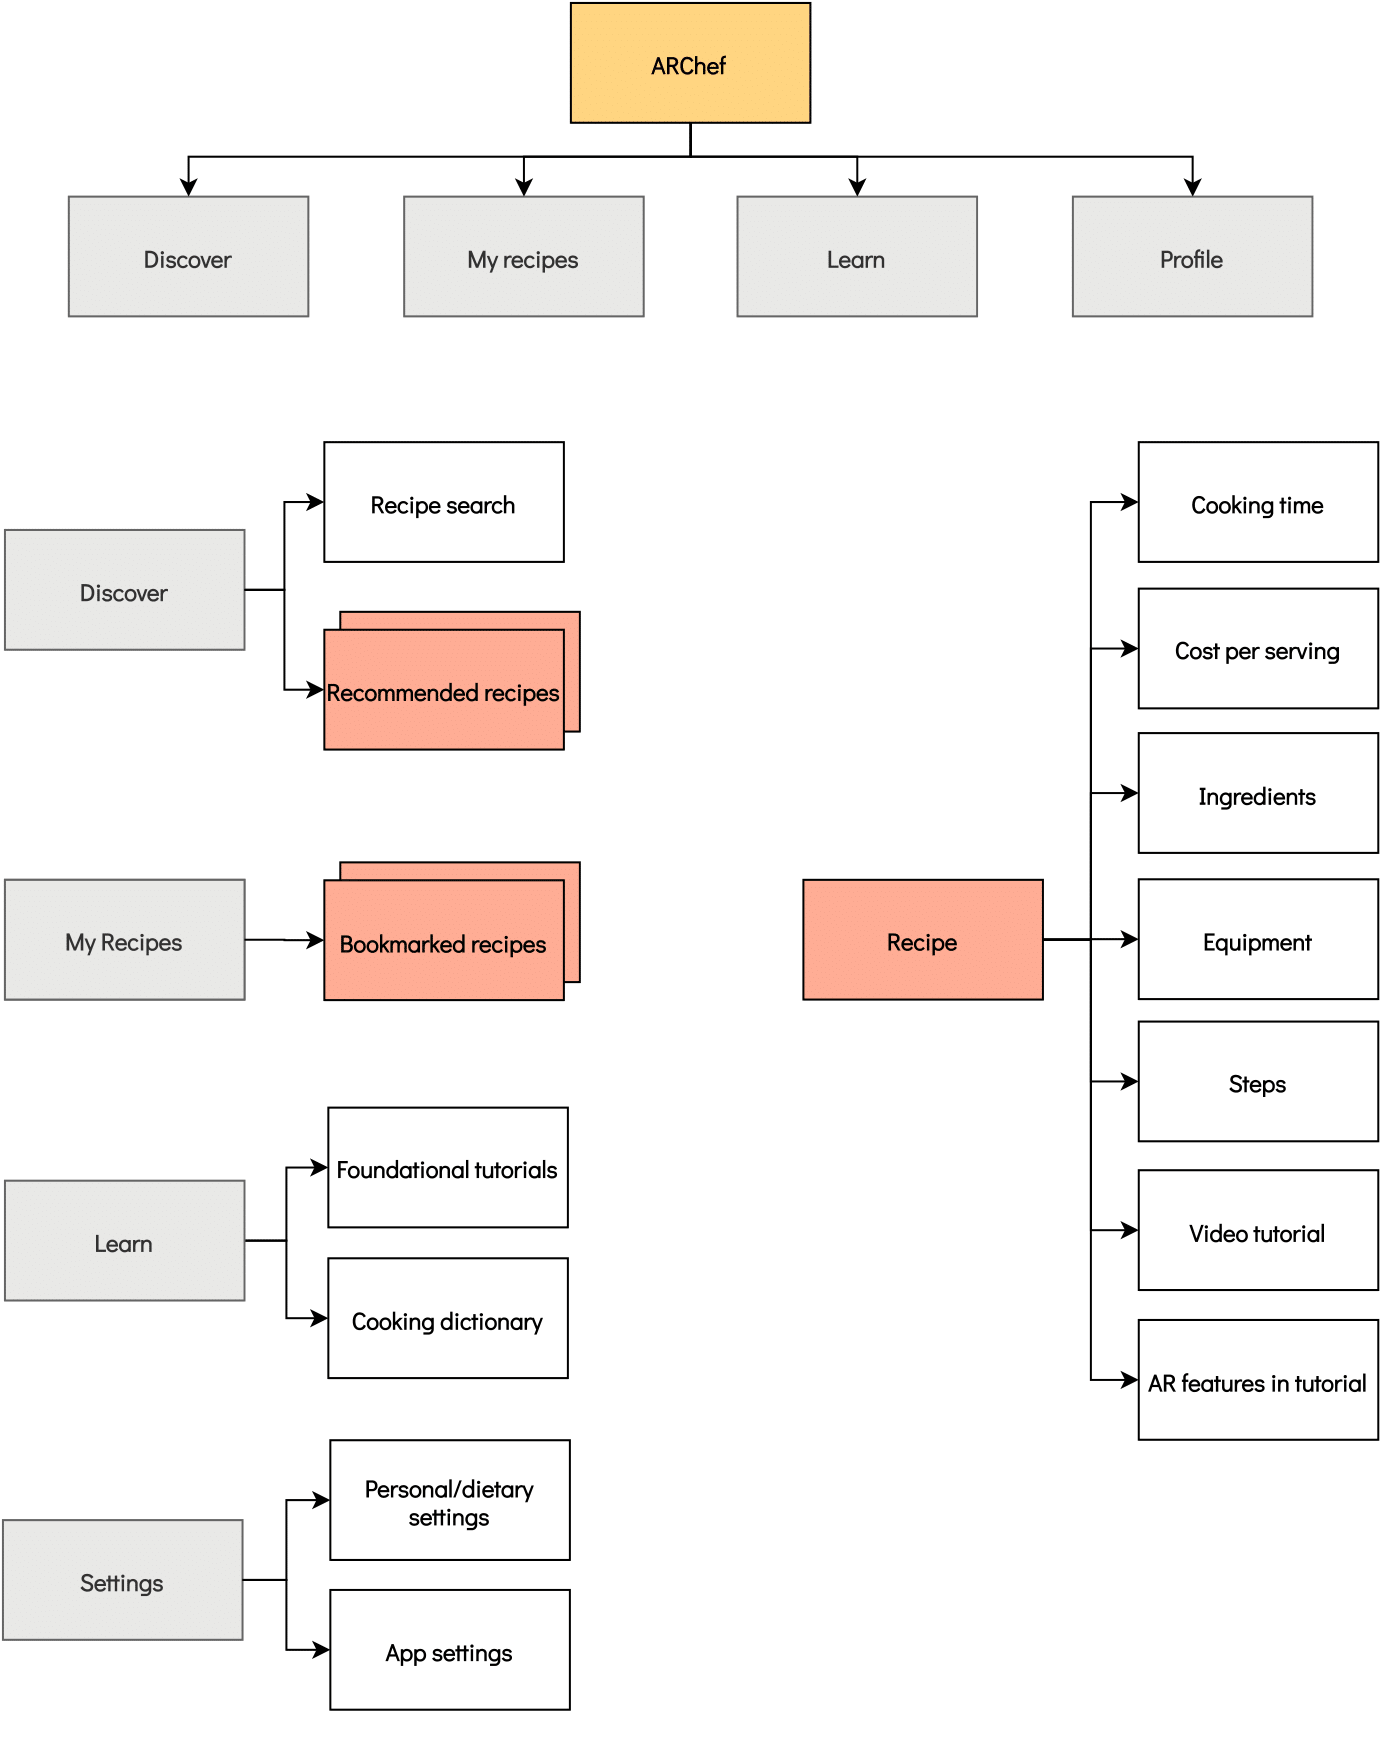 ARChef
Discover
My recipes
Learn
Profile
Discover
Recipe search
Recommended recipes
My Recipes
Bookmarked recipes
Learn
Foundational tutorials
Cooking dictionary
Settings
Personal/dietary
settings
App settings
Recipe
Cooking time
Cost per serving
Ingredients
Equipment
Steps
Video tutorial
AR features in tutorial